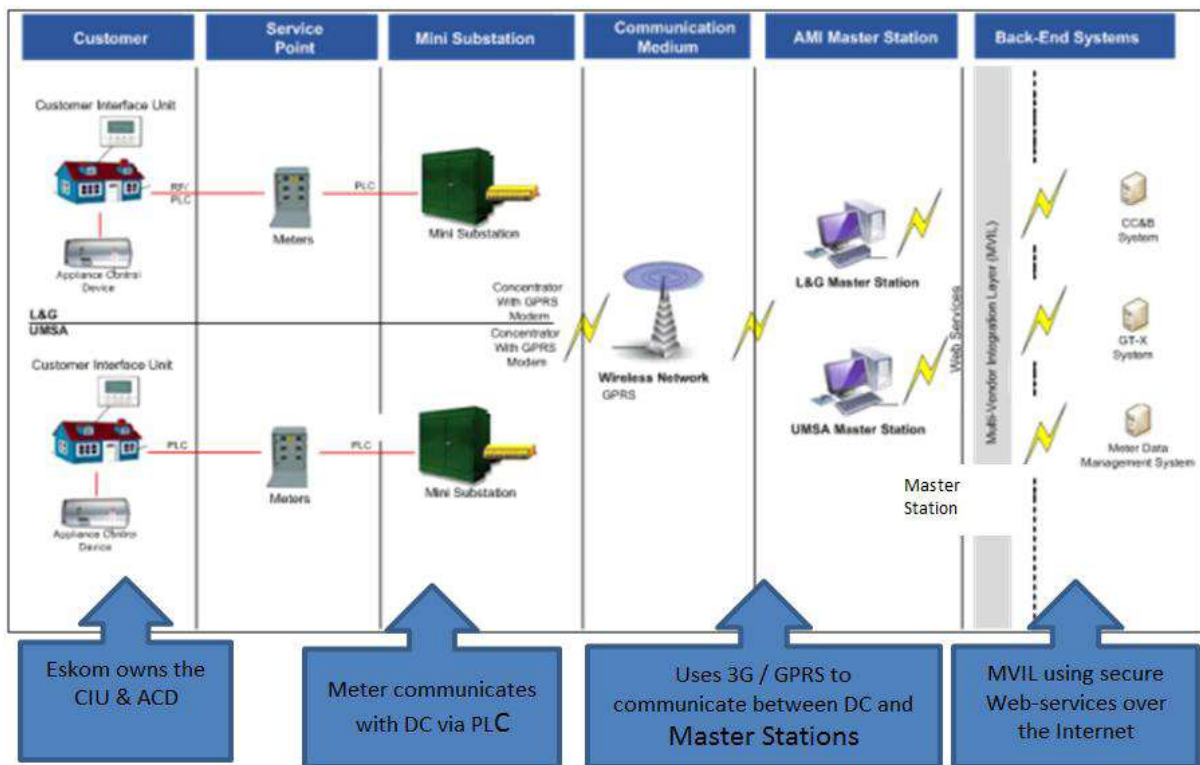 Customer
Service
Point
Mini Substation
Communication
Medium
AMI Master Station
Back-End Systems
Customer Interface Unit
RF/
PLC
Meters
PLC
Mini Substation
Appliance Control
Device
L&G
UMSA
Concentrator
With GPRS
Modem
Concentrator
With GPRS
Modem
Wireless Network
GPRS
L&G Master Station
UMSA Master Station
Web Services
Multi-Vendor Integration Layer (MVIL)
CC&B
System
GT-X
System
Meter Data
Management System
Master
Station
Customer Interface Unit
PLC
Meters
PLC
Mini Substation
Appliance Control
Device
Eskom owns the
CIU & ACD
Meter communicates
with DC via PLC
Uses 3G / GPRS to
communicate between DC and
Master Stations
MVIL using secure
Web-services over
the Internet